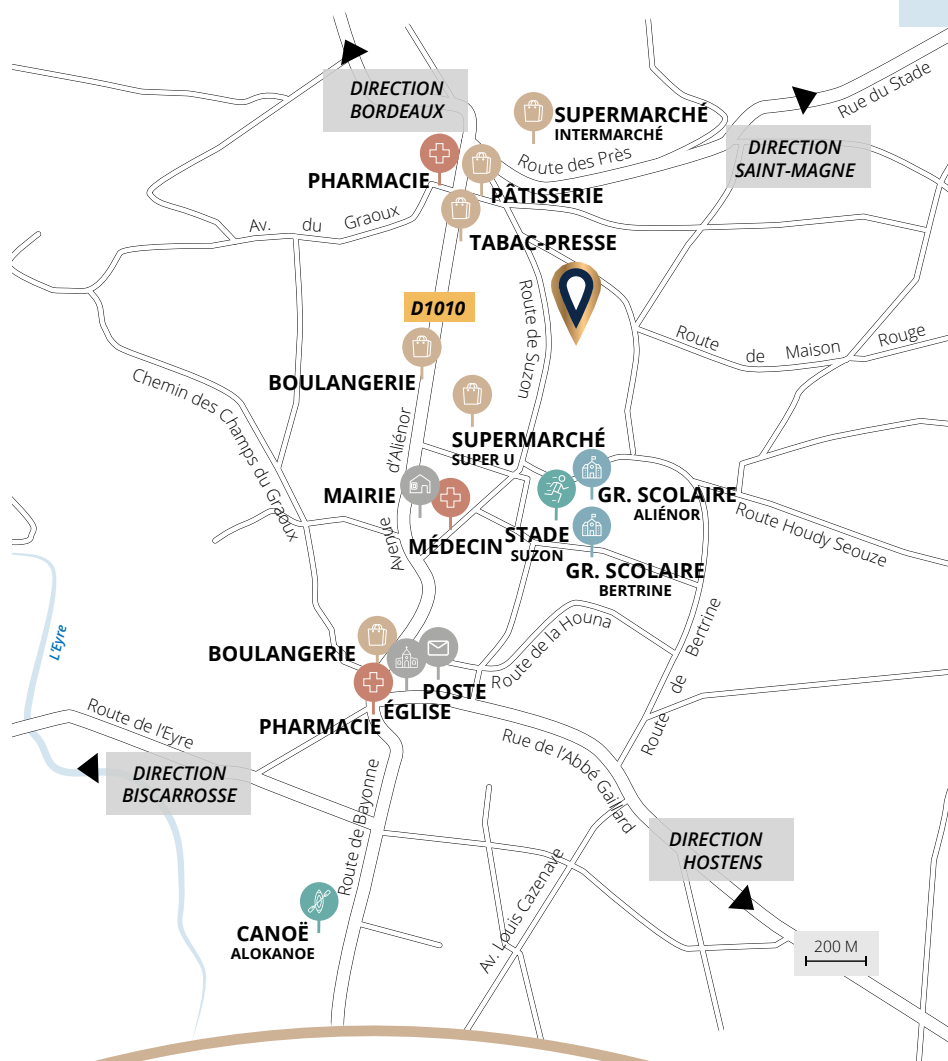 DIRECTION
BORDEAUX
SUPERMARCHÉ
INTERMARCHÉ
Rue du Stade
DIRECTION
SAINT-MAGNE
Route des Près
PHARMACIE
PÂTISSERIE
Av. du Graoux
TABAC-PRESSE
D1010
Route de Suzon
Route de Maison Rouge
BOULANGERIE
Chemin des Champs du Graoux
SUPERMARCHÉ
SUPER U
Avenue d'Aliénor
MAIRIE
GR. SCOLAIRE
ALIÉNOR
Route Houdy Seouze
MÉDECIN
STADE
SUZON
GR. SCOLAIRE
BERTRINE
L'Eyre
Route de la Houna
Route de Bertrine
BOULANGERIE
POSTE
ÉGLISE
PHARMACIE
Route de l'Eyre
Rue de l'Abbé Gaillard
DIRECTION
BISCARROSSE
Route de Bayonne
DIRECTION
HOSTENS
Av. Louis Cazenave
CANOË
ALOKANOE
200 M